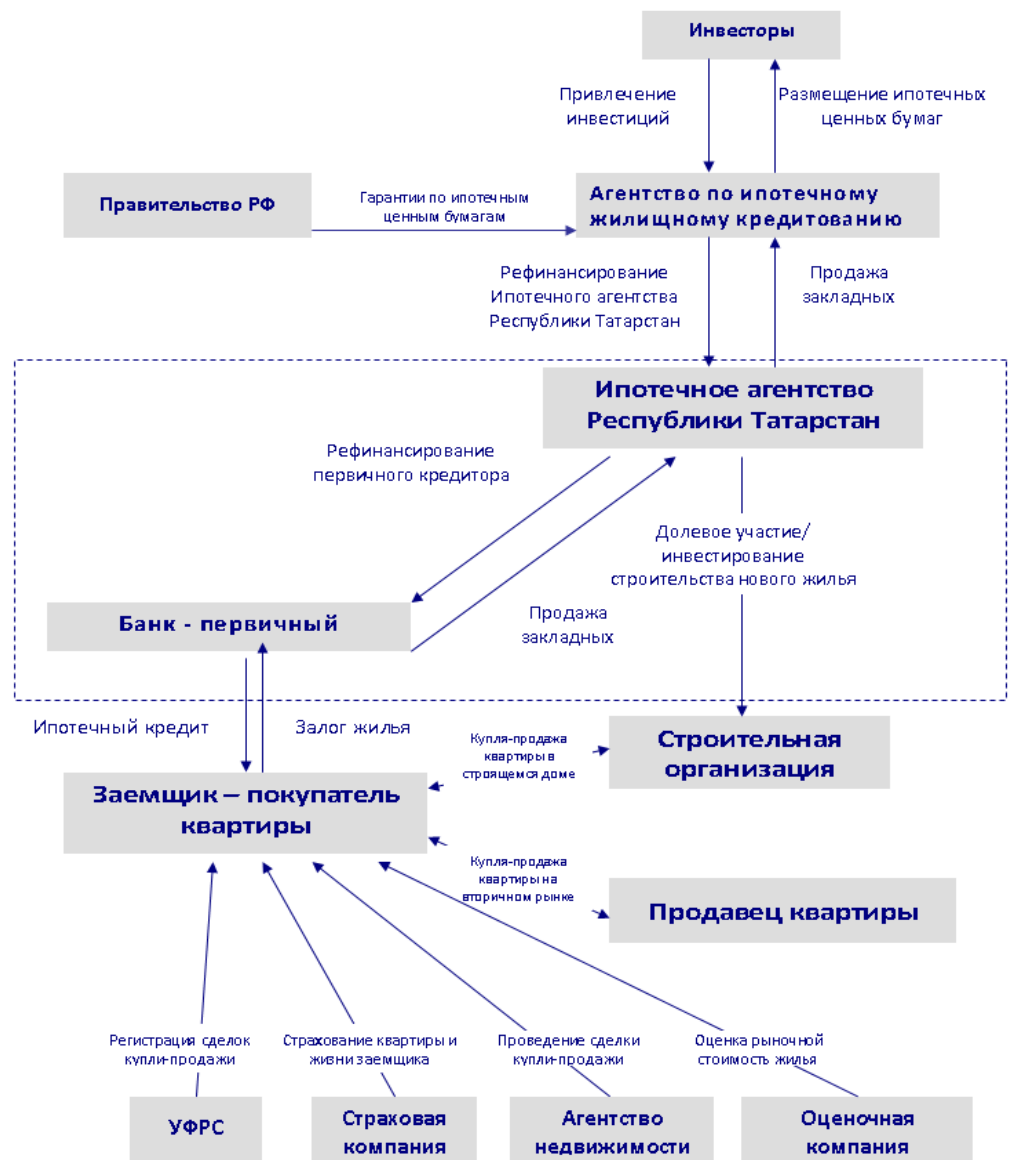 Инвесторы
Привлечение
инвестиций
Размещение ипотечных
ценных бумаг
Правительство РФ
Гарантии по ипотечным
ценным бумагам
Агентство по ипотечному
жилищному кредитованию
Рефинансирование
Ипотечного агентства
Республики Татарстан
Продажа
закладных
Ипотечное агентство
Республики Татарстан
Рефинансирование
первичного кредитора
Долевое участие/
инвестирование
строительства нового жилья
Банк - первичный
Продажа
закладных
Ипотечный кредит
Залог жилья
Купля-продажа
квартиры в
строящемся доме
Строительная
организация
Заемщик – покупатель
квартиры
Купля-продажа
квартиры на
вторичном рынке
Продавец квартиры
Регистрация сделок
купли-продажи
Страхование квартиры и
жизни заемщика
Проведение сделки
купли-продажи
Оценка рыночной
стоимость жилья
УФРС
Страховая
компания
Агентство
недвижимости
Оценочная
компания